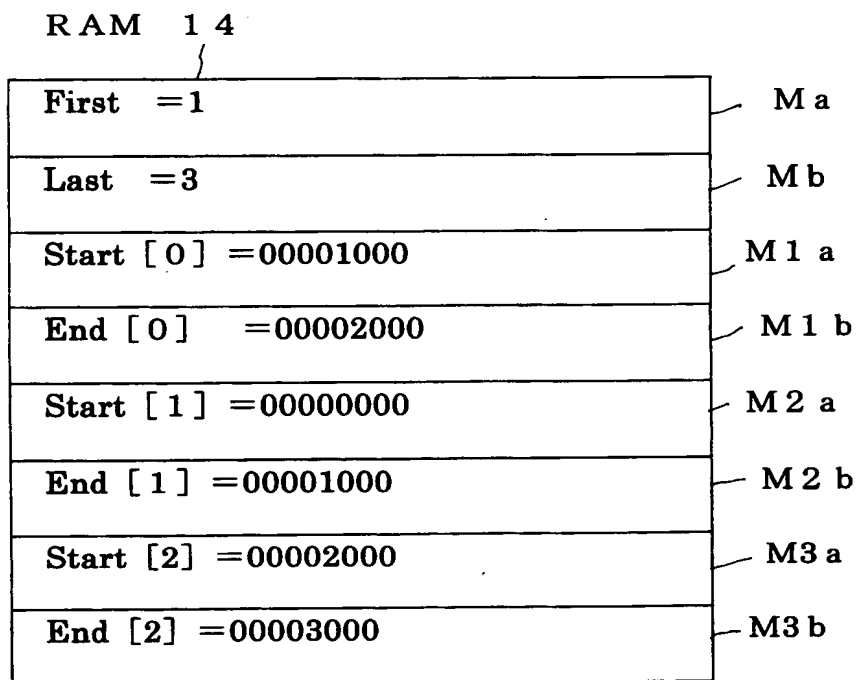 RAM 14
First =1 Ma
Last =3 Mb
Start [0] =00001000 M1a
End [0] =00002000 M1b
Start [1] =00000000 M2a
End [1] =00001000 M2b
Start [2] =00002000 M3a
End [2] =00003000 M3b